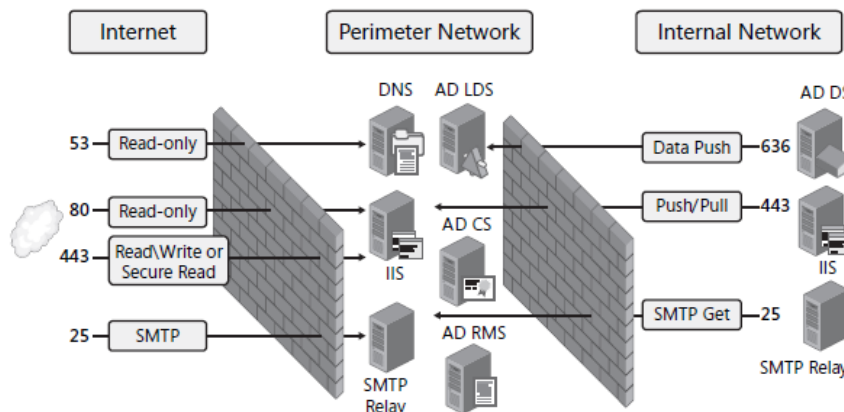 Internet
Perimeter Network
Internal Network
DNS
AD LDS
AD DS
53
Read-only
Data Push
636
80
Read-only
Push/Pull
443
AD CS
443
Read\Write or
Secure Read
IIS
IIS
25
SMTP
SMTP Get
25
AD RMS
SMTP
Relay
SMTP Relay